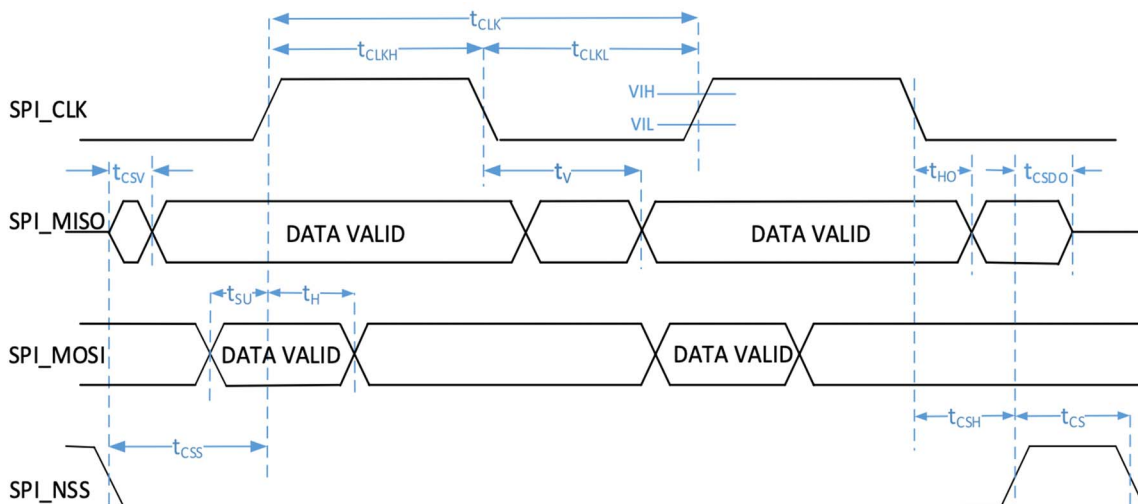 tCLK
tCLKH tCLKL
SPI_CLK
VIH
VIL
tCSV tV tHO tCSDO
SPI_MISO DATA VALID DATA VALID
tSU tH
SPI_MOSI DATA VALID DATA VALID
tCSS tCSH tCS
SPI_NSS